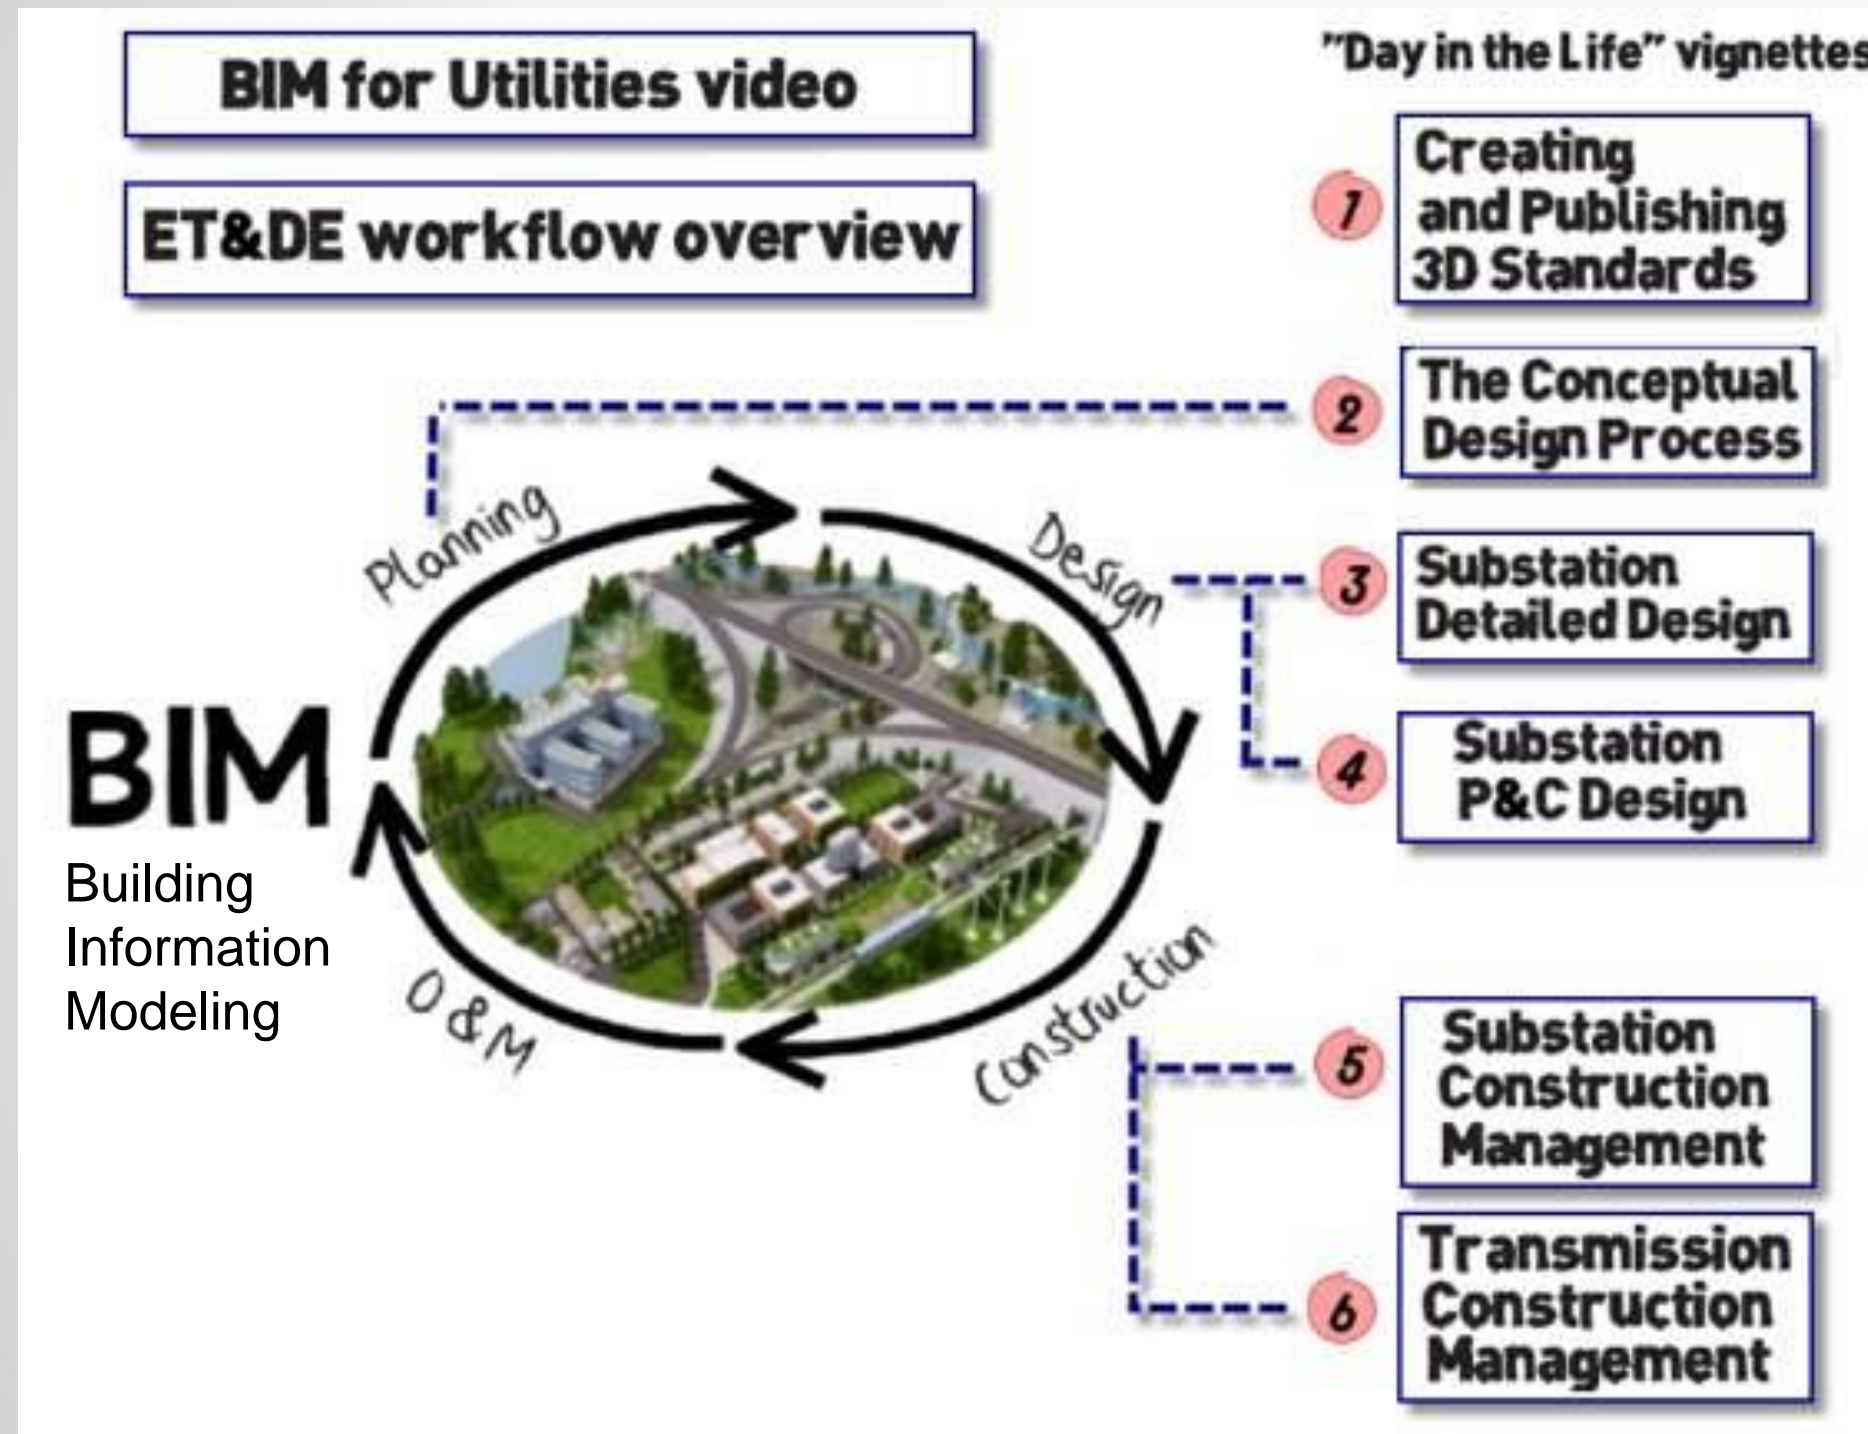 BIM for Utilities video
ET&DE workflow overview
"Day in the Life" vignettes
1
Creating
and Publishing
3D Standards
2
The Conceptual
Design Process
3
Substation
Detailed Design
4
Substation
P&C Design
5
Substation
Construction
Management
6
Transmission
Construction
Management
Planning
Design
Construction
O & M
BIM
Building
Information
Modeling